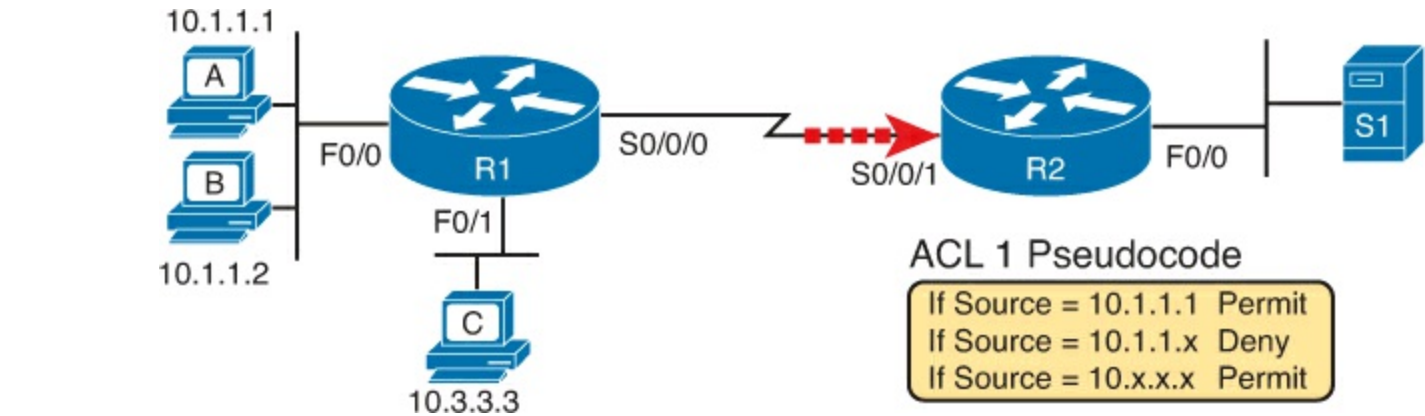 10.1.1.1
A
B
10.1.1.2
F0/0
R1
S0/0/0
F0/1
C
10.3.3.3
S0/0/1
R2
F0/0
S1
ACL 1 Pseudocode
If Source = 10.1.1.1 Permit
If Source = 10.1.1.x Deny
If Source = 10.x.x.x Permit